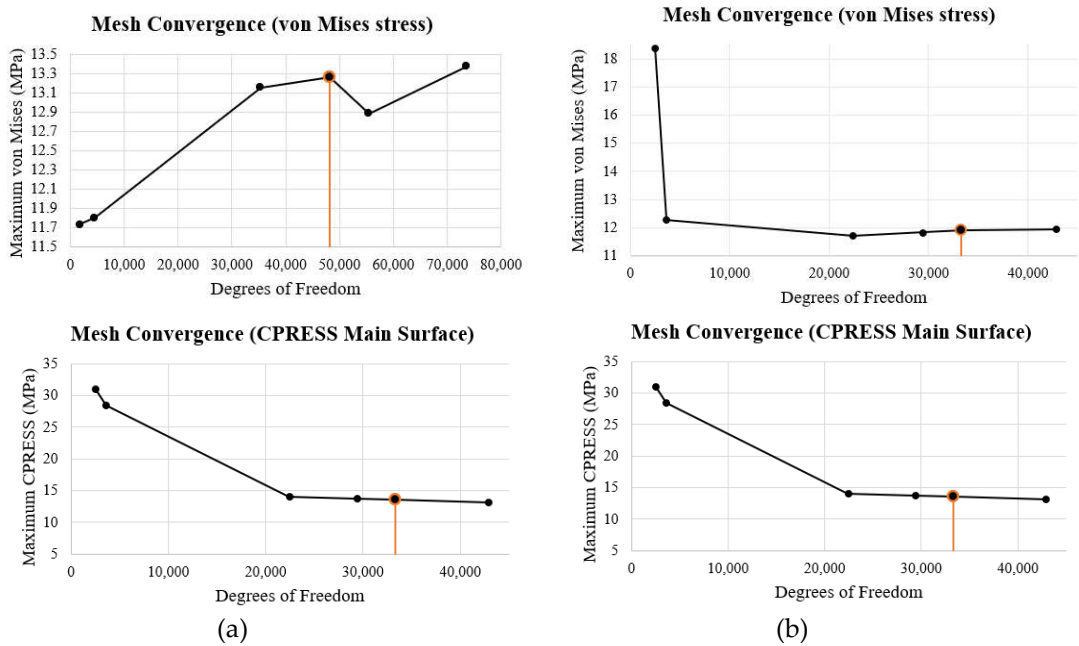 Mesh Convergence (von Mises stress)
Maximum von Mises (MPa)
13.5
13.3
13.1
12.9
12.7
12.5
12.3
12.1
11.9
11.7
11.5
0 10,000 20,000 30,000 40,000 50,000 60,000 70,000 80,000
Degrees of Freedom
Mesh Convergence (von Mises stress)
Maximum von Mises (MPa)
18
17
16
15
14
13
12
11
0 10,000 20,000 30,000 40,000
Degrees of Freedom
Mesh Convergence (CPRESS Main Surface)
Maximum CPRESS (MPa)
35
30
25
20
15
10
5
0 10,000 20,000 30,000 40,000
Degrees of Freedom
Mesh Convergence (CPRESS Main Surface)
Maximum CPRESS (MPa)
35
30
25
20
15
10
5
0 10,000 20,000 30,000 40,000
Degrees of Freedom
(a)
(b)